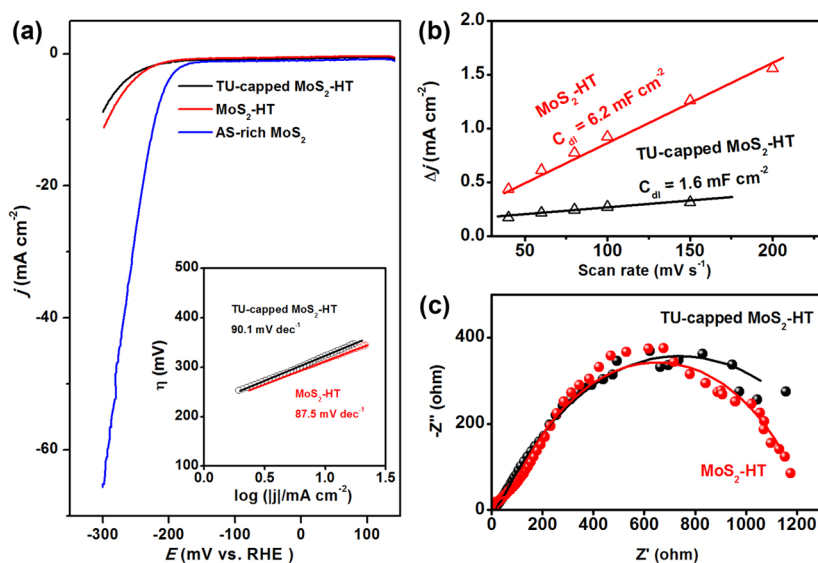 (a)
0
-20
-40
-60
j (mA cm⁻²)
-300
-200
-100
0
100
E (mV vs. RHE)
TU-capped MoS₂-HT
MoS₂-HT
AS-rich MoS₂
500
400
300
200
100
η (mV)
TU-capped MoS₂-HT
90.1 mV dec⁻¹
MoS₂-HT
87.5 mV dec⁻¹
0.0
0.5
1.0
1.5
log (|j|/mA cm⁻²)
(b)
2.0
1.5
1.0
0.5
0.0
Δj (mA cm⁻²)
MoS₂-HT
C_dl = 6.2 mF cm⁻²
TU-capped MoS₂-HT
C_dl = 1.6 mF cm⁻²
50
100
150
200
Scan rate (mV s⁻¹)
(c)
400
200
0
-Z'' (ohm)
TU-capped MoS₂-HT
MoS₂-HT
0
200
400
600
800
1000
1200
Z' (ohm)